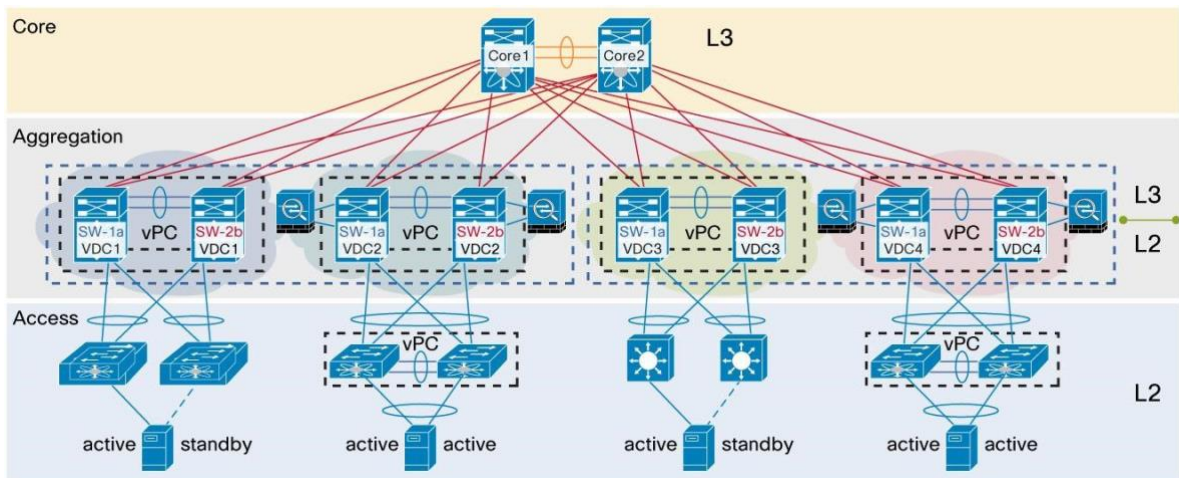 Core
L3
Core1
Core2
Aggregation
SW-1a
VDC1
vPC
SW-2b
VDC1
SW-1a
VDC2
vPC
SW-2b
VDC2
SW-1a
VDC3
vPC
SW-2b
VDC3
SW-1a
VDC4
vPC
SW-2b
VDC4
L3
L2
Access
vPC
vPC
L2
active
standby
active
active
active
standby
active
active